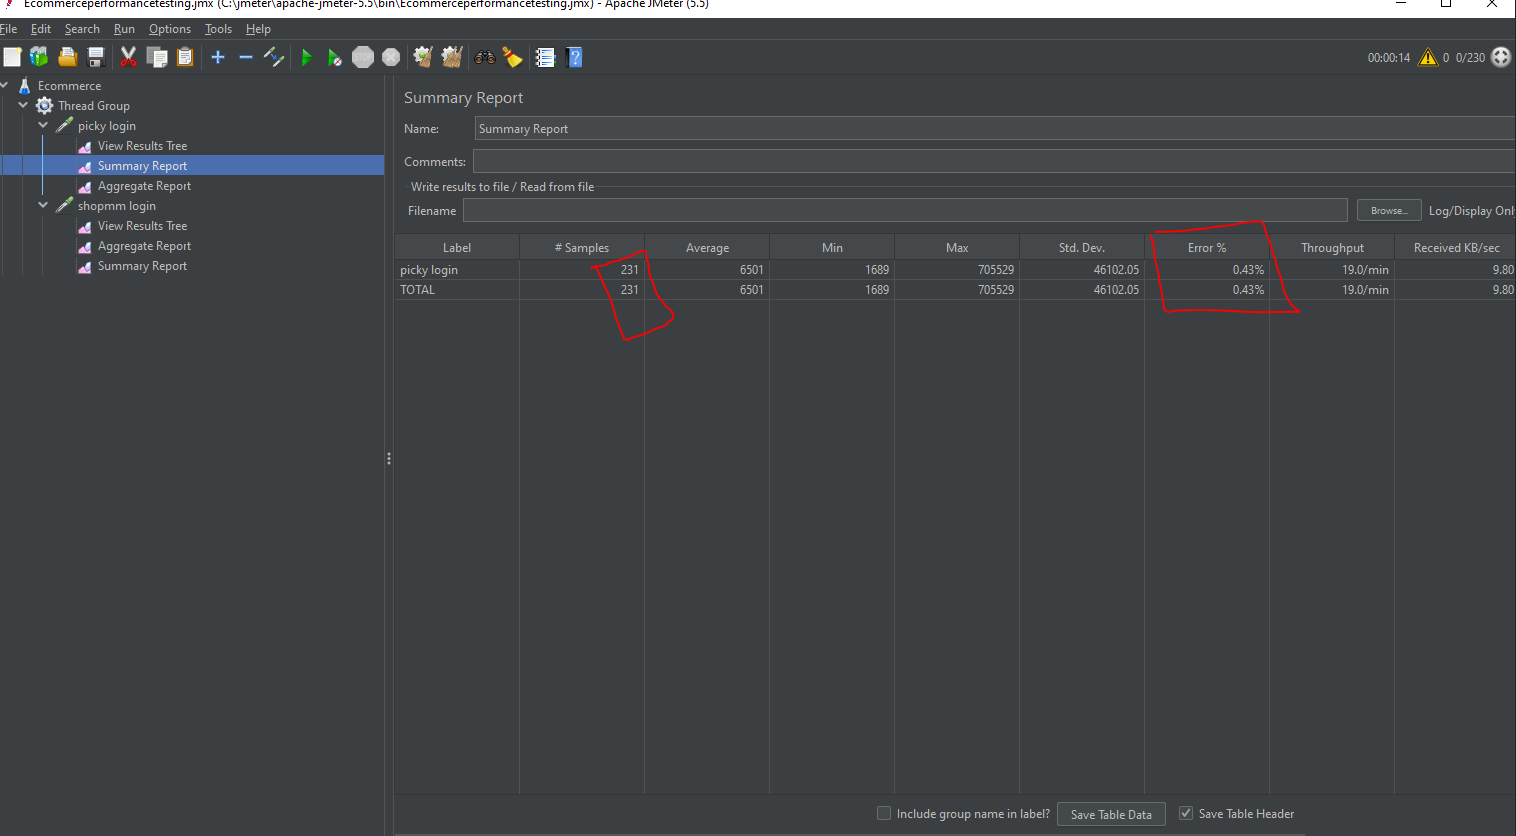 Ecommerceperformancetesting.jmx (C:\jmeter\apache-jmeter-5.5\bin\Ecommerceperformancetesting.jmx) - Apache JMeter (5.5)
File Edit Search Run Options Tools Help
00:00:14 0 0/230
Ecommerce
Thread Group
picky login
View Results Tree
Summary Report
Aggregate Report
shopmm login
View Results Tree
Aggregate Report
Summary Report
Summary Report
Name: Summary Report
Comments:
Write results to file / Read from file
Filename Browse... Log/Display Onl
Label # Samples Average Min Max Std. Dev. Error % Throughput Received KB/sec
picky login 231 6501 1689 705529 46102.05 0.43% 19.0/min 9.80
TOTAL 231 6501 1689 705529 46102.05 0.43% 19.0/min 9.80
Include group name in label? Save Table Data Save Table Header